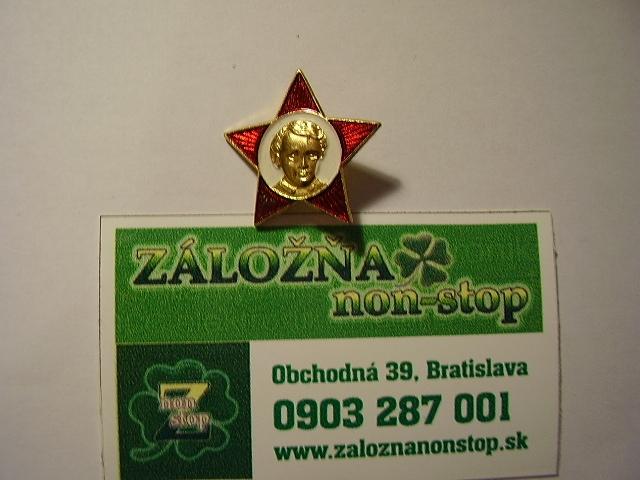 ZÁLOŽŇA
non-stop
Z
non
stop
Obchodná 39, Bratislava
0903 287 001
www.zaloznanonstop.sk